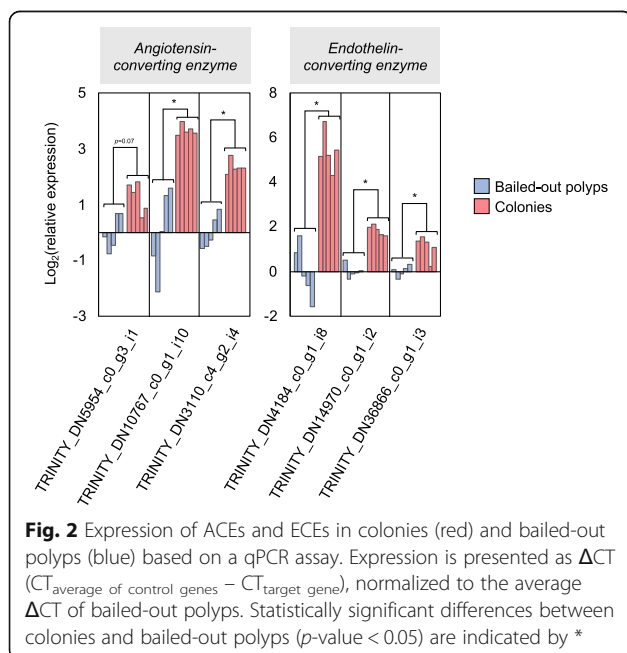 Angiotensin-
converting enzyme
Endothelin-
converting enzyme
Log2(relative expression)
5
3
1
-1
-3
p=0.07
*
*
8
6
4
2
0
-2
*
*
*
Bailed-out polyps
Colonies
TRINITY_DN5954_c0_g3_i1
TRINITY_DN10767_c0_g1_i10
TRINITY_DN3110_c4_g2_i4
TRINITY_DN4184_c0_g1_i8
TRINITY_DN14970_c0_g1_i2
TRINITY_DN36866_c0_g1_i3
Fig. 2 Expression of ACEs and ECEs in colonies (red) and bailed-out
polyps (blue) based on a qPCR assay. Expression is presented as ΔCT
(CTaverage of control genes – CTtarget gene), normalized to the average
ΔCT of bailed-out polyps. Statistically significant differences between
colonies and bailed-out polyps (p-value < 0.05) are indicated by *